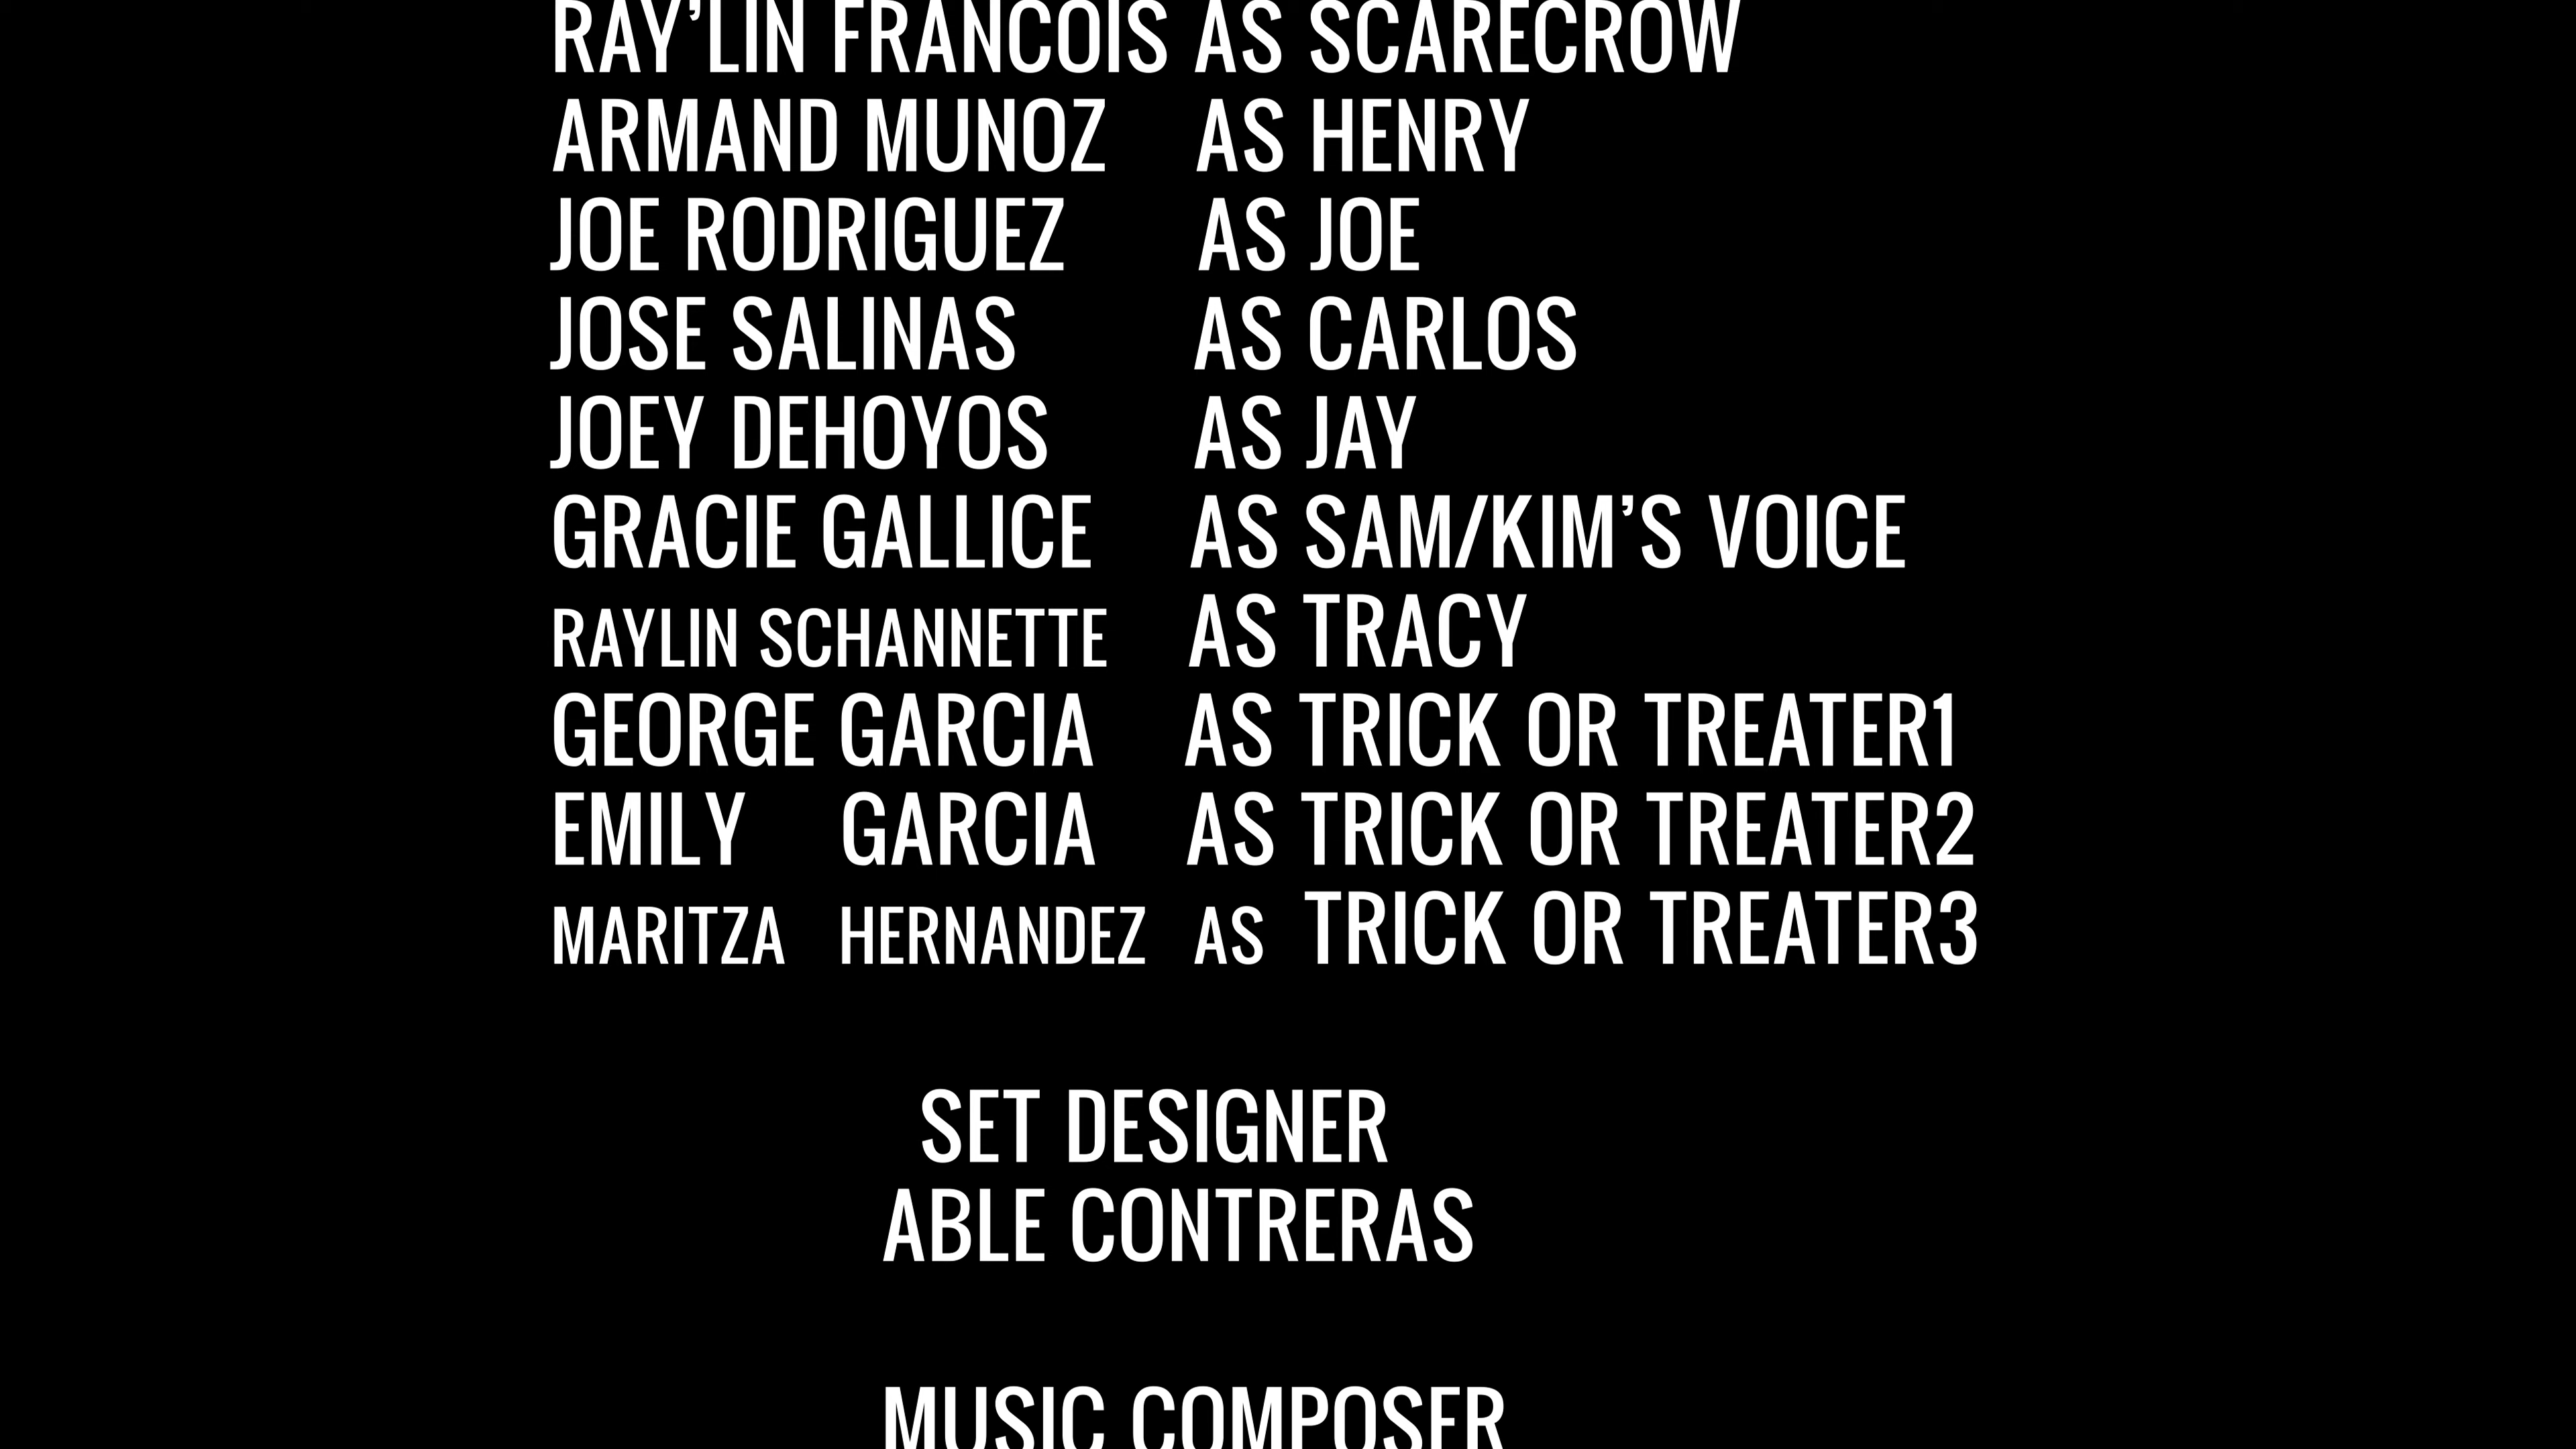 RAY'LIN FRANCOIS AS SCARECROW
ARMAND MUNOZ AS HENRY
JOE RODRIGUEZ AS JOE
JOSE SALINAS AS CARLOS
JOEY DEHOYOS AS JAY
GRACIE GALLICE AS SAM/KIM'S VOICE
RAYLIN SCHANNETTE AS TRACY
GEORGE GARCIA AS TRICK OR TREATER1
EMILY GARCIA AS TRICK OR TREATER2
MARITZA HERNANDEZ AS TRICK OR TREATER3
SET DESIGNER
ABLE CONTRERAS
MUSIC COMPOSER